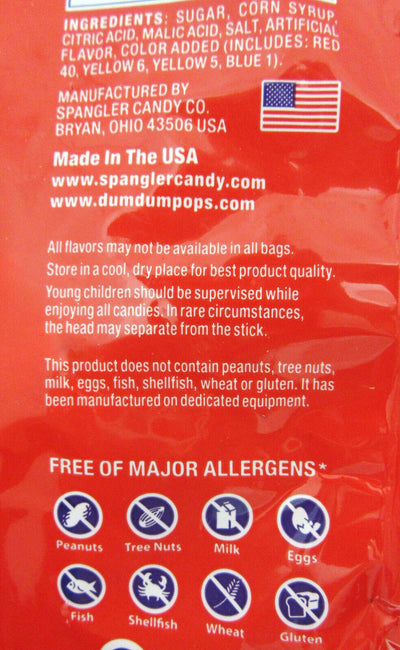 INGREDIENTS: SUGAR, CORN SYRUP,
CITRIC ACID, MALIC ACID, SALT, ARTIFICIAL
FLAVOR, COLOR ADDED (INCLUDES: RED
40, YELLOW 6, YELLOW 5, BLUE 1).
MANUFACTURED BY
SPANGLER CANDY CO.
BRYAN, OHIO 43506 USA
Made In The USA
www.spanglercandy.com
www.dumdumpops.com
All flavors may not be available in all bags.
Store in a cool, dry place for best product quality.
Young children should be supervised while
enjoying all candies. In rare circumstances,
the head may separate from the stick.
This product does not contain peanuts, tree nuts,
milk, eggs, fish, shellfish, wheat or gluten. It has
been manufactured on dedicated equipment.
FREE OF MAJOR ALLERGENS*
Peanuts Tree Nuts Milk Eggs
Fish Shellfish Wheat Gluten